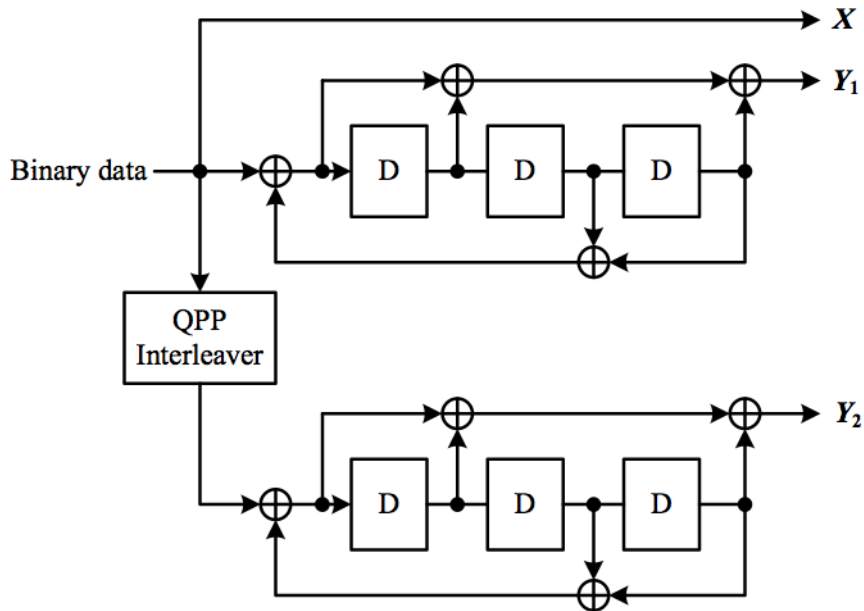 X
Y1
D D D
Binary data
QPP
Interleaver
Y2
D D D